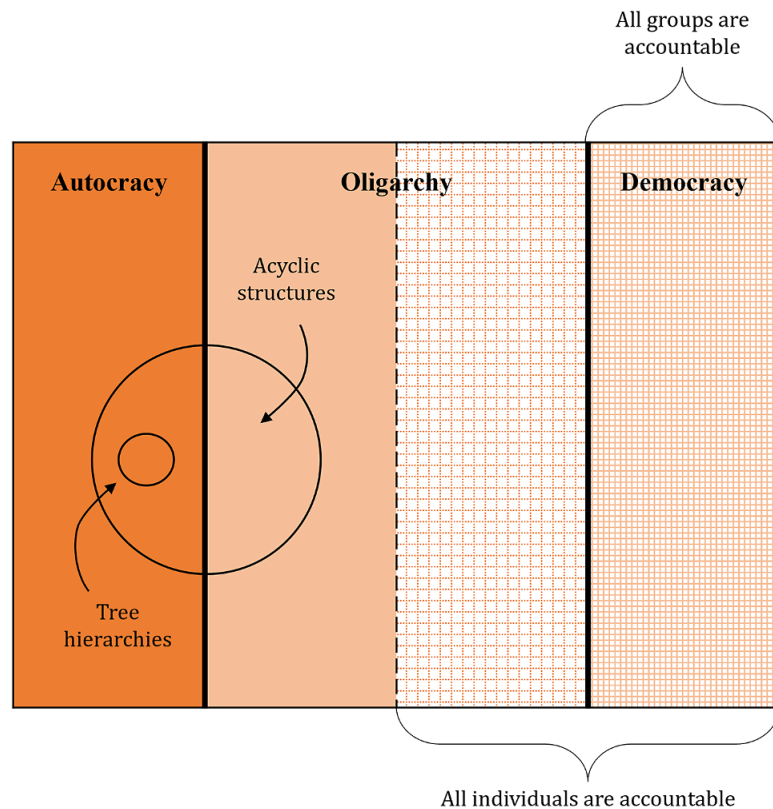 All groups are
accountable
Autocracy
Oligarchy
Democracy
Acyclic
structures
Tree
hierarchies
All individuals are accountable